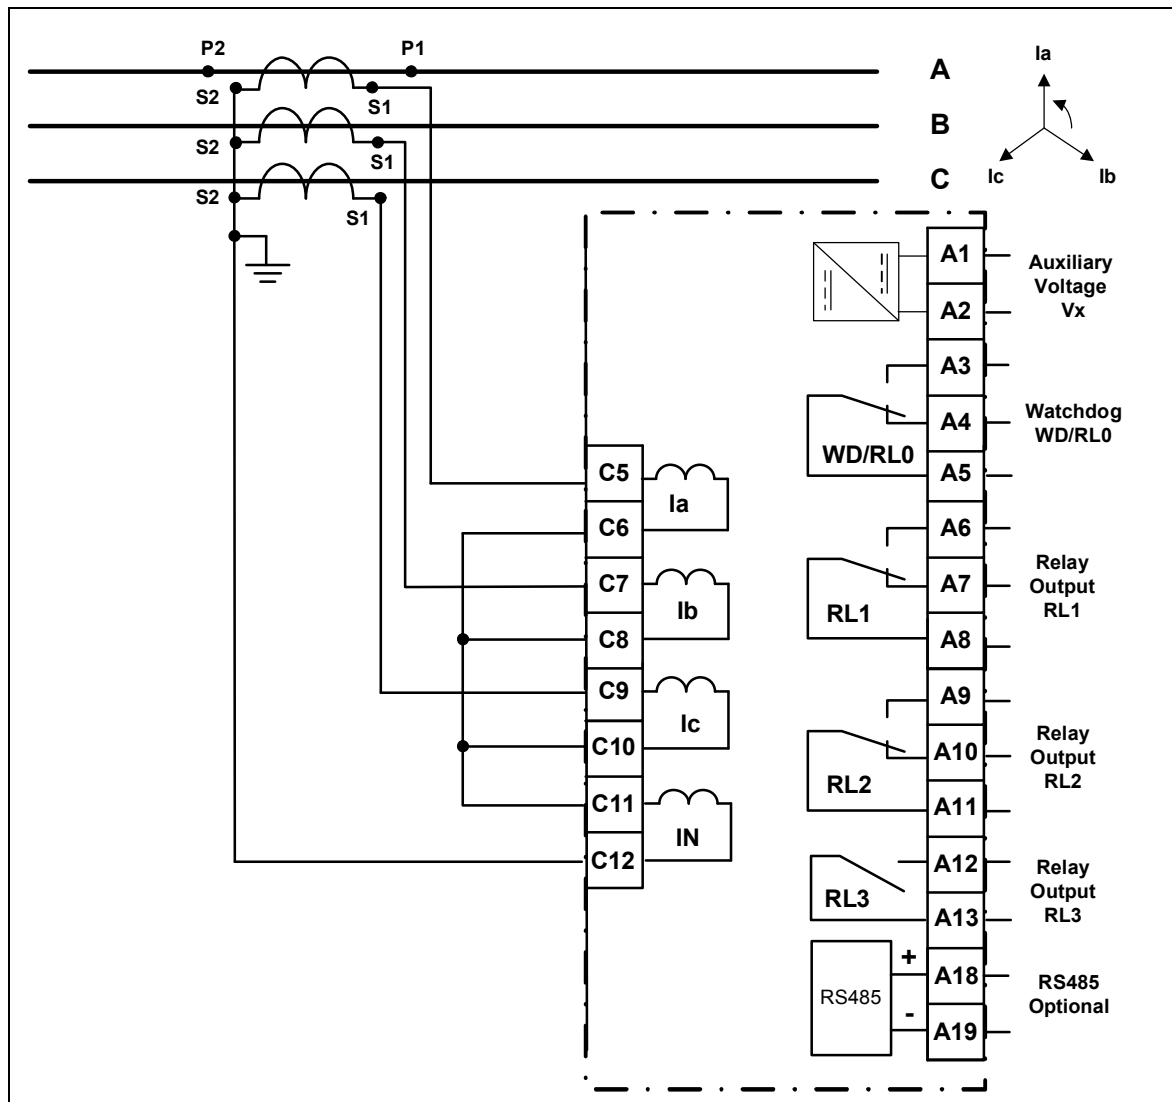 P2
P1
A
Ia
S2
S1
B
S2
S1
Ic
Ib
C
S2
S1
A1
Auxiliary
Voltage
Vx
A2
A3
A4
Watchdog
WD/RL0
WD/RL0
A5
C5
Ia
C6
A6
C7
Ib
A7
Relay
Output
RL1
RL1
C8
A8
C9
Ic
A9
C10
A10
Relay
Output
RL2
RL2
C11
IN
A11
C12
A12
Relay
Output
RL3
RL3
A13
RS485
+
A18
RS485
Optional
-
A19